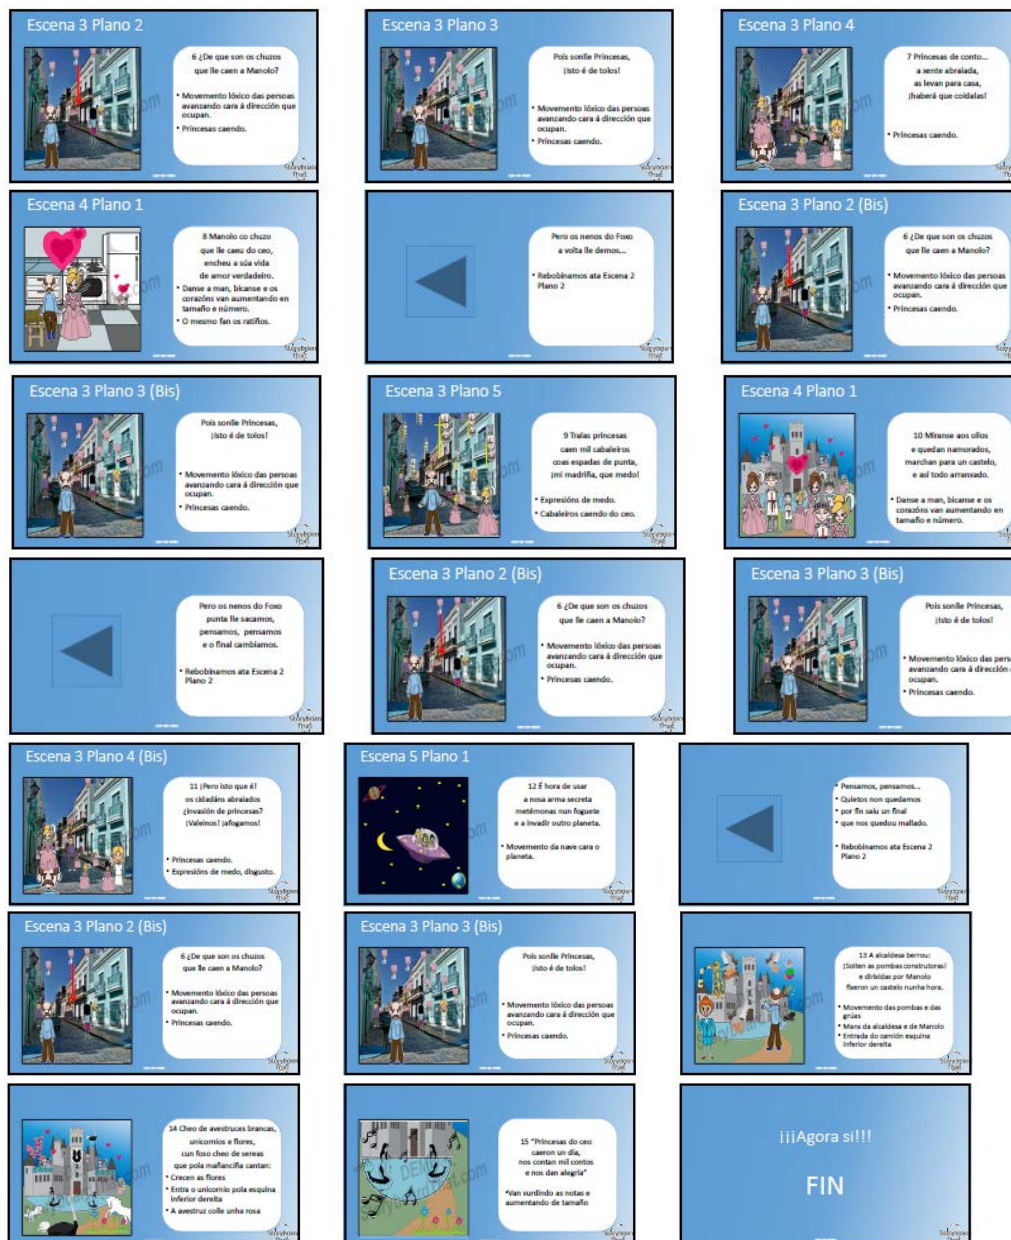 Escena 3 Plano 2
6 ¿De que son os chuzos
que lle caen a Manolo?
• Movemento lóxico das persoas
avanzando cara á dirección que
ocupan.
• Princesas caendo.
Escena 3 Plano 3
Pois sonlle Princesas,
¡isto é de tolos!
• Movemento lóxico das persoas
avanzando cara á dirección que
ocupan.
• Princesas caendo.
Escena 3 Plano 4
7 Princesas de conto...
a xente abraiada,
as levan para casa,
¡haberá que coidalas!
• Princesas caendo.
Escena 4 Plano 1
8 Manolo co chuzo
que lle caeu do ceo,
encheu a súa vida
de amor verdadeiro.
• Danse a man, bícanse e os
corazóns van aumentando en
tamaño e número.
• O mesmo fan os ratiños.
Pero os nenos do Foxo
a volta lle demos...
• Rebobinamos ata Escena 2
Plano 2
Escena 3 Plano 2 (Bis)
6 ¿De que son os chuzos
que lle caen a Manolo?
• Movemento lóxico das persoas
avanzando cara á dirección que
ocupan.
• Princesas caendo.
Escena 3 Plano 3 (Bis)
Pois sonlle Princesas,
¡isto é de tolos!
• Movemento lóxico das persoas
avanzando cara á dirección que
ocupan.
• Princesas caendo.
Escena 3 Plano 5
9 Tralas princesas
caen mil cabaleiros
coas espadas de punta,
¡mi madriña, que medo!
• Expresións de medo.
• Cabaleiros caendo do ceo.
Escena 4 Plano 1
10 Míranse aos ollos
e quedan namorados,
marchan para un castelo,
e así todo arranxado.
• Danse a man, bícanse e os
corazóns van aumentando en
tamaño e número.
Pero os nenos do Foxo
punta lle sacamos,
pensamos, pensamos
e o final cambiamos.
• Rebobinamos ata Escena 2
Plano 2
Escena 3 Plano 2 (Bis)
6 ¿De que son os chuzos
que lle caen a Manolo?
• Movemento lóxico das persoas
avanzando cara á dirección que
ocupan.
• Princesas caendo.
Escena 3 Plano 3 (Bis)
Pois sonlle Princesas,
¡isto é de tolos!
• Movemento lóxico das
avanzando cara á dirección
ocupan.
• Princesas caendo.
Escena 3 Plano 4 (Bis)
11 ¡Pero isto que é!
os cidadáns abraiados
¿invasión de princesas?
¡Valeinos! ¡afogamos!
• Princesas caendo.
• Expresións de medo, disgusto.
Escena 5 Plano 1
12 É hora de usar
a nosa arma secreta
metémonas nun foguete
e a invadir outro planeta.
• Movemento da nave cara o
planeta.
• Pensamos, pensamos...
• Quietos non quedamos
• por fin saiu un final
• que nos quedou mallado.
• Rebobinamos ata Escena 2
Plano 2
Escena 3 Plano 2 (Bis)
6 ¿De que son os chuzos
que lle caen a Manolo?
• Movemento lóxico das persoas
avanzando cara á dirección que
ocupan.
• Princesas caendo.
Escena 3 Plano 3 (Bis)
Pois sonlle Princesas,
¡isto é de tolos!
• Movemento lóxico das persoas
avanzando cara á dirección que
ocupan.
• Princesas caendo.
13 A alcaldesa berrou:
¡Solten as pombas construtoras!
e dirixidas por Manolo
fixeron un castelo nunha hora.
• Movemento das pombas e das
grúas
• Mans da alcaldesa e de Manolo
• Entrada do camión esquina
inferior dereita
14 Cheo de avestruces brancas,
unicornios e flores,
cun foso cheo de sereas
que pola mañanciña cantan:
• Crecen as flores
• Entra o unicornio pola esquina
inferior dereita
• A avestruz colle unha rosa
15 "Princesas do ceo
caeron un día,
nos contan mil contos
e nos dan alegría"
•Van xurdindo as notas e
aumentando de tamaño
¡¡¡Agora si!!!
FIN